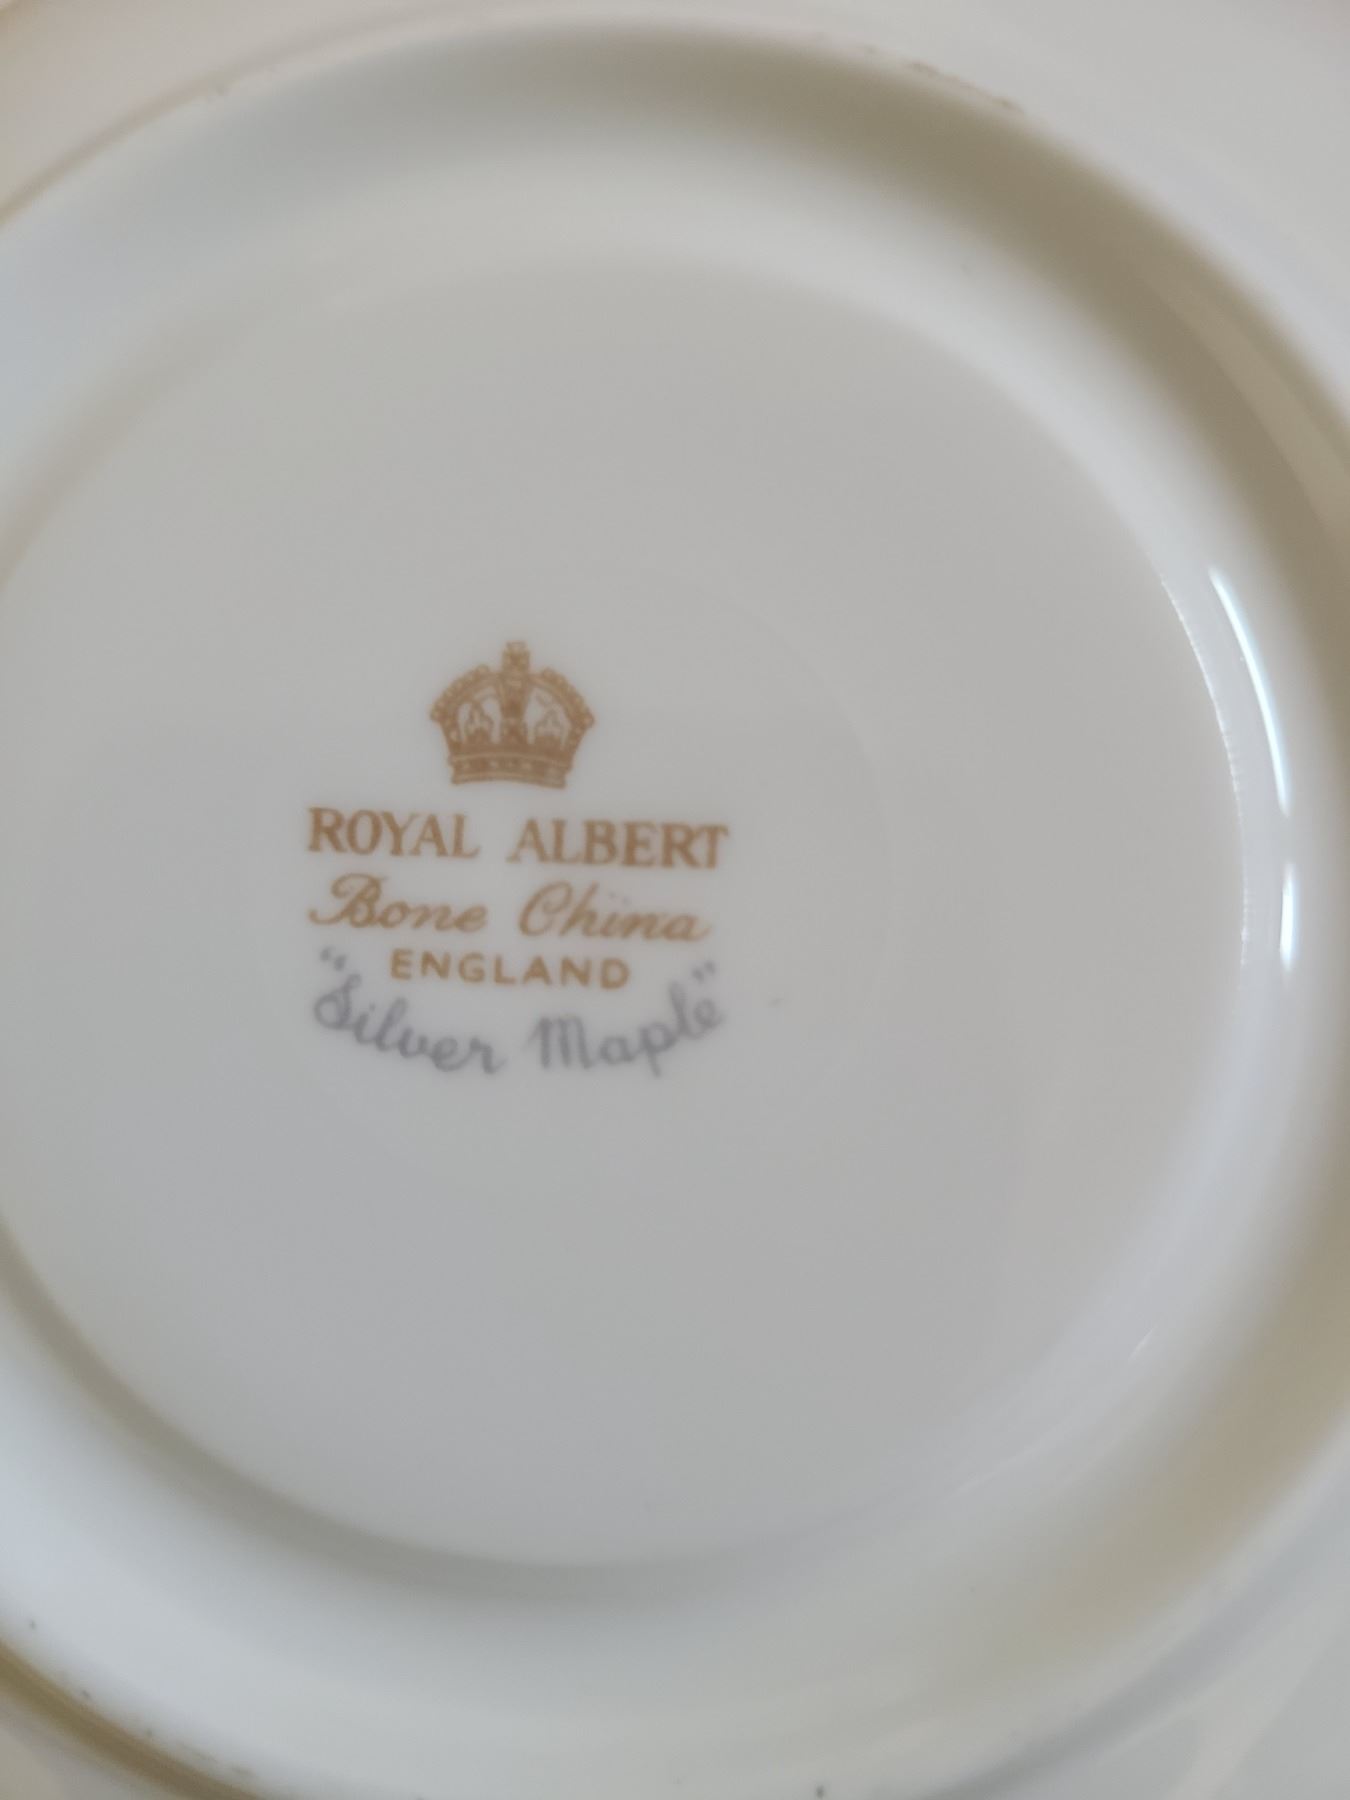 ROYAL ALBERT
Bone China
ENGLAND
"Silver Maple"